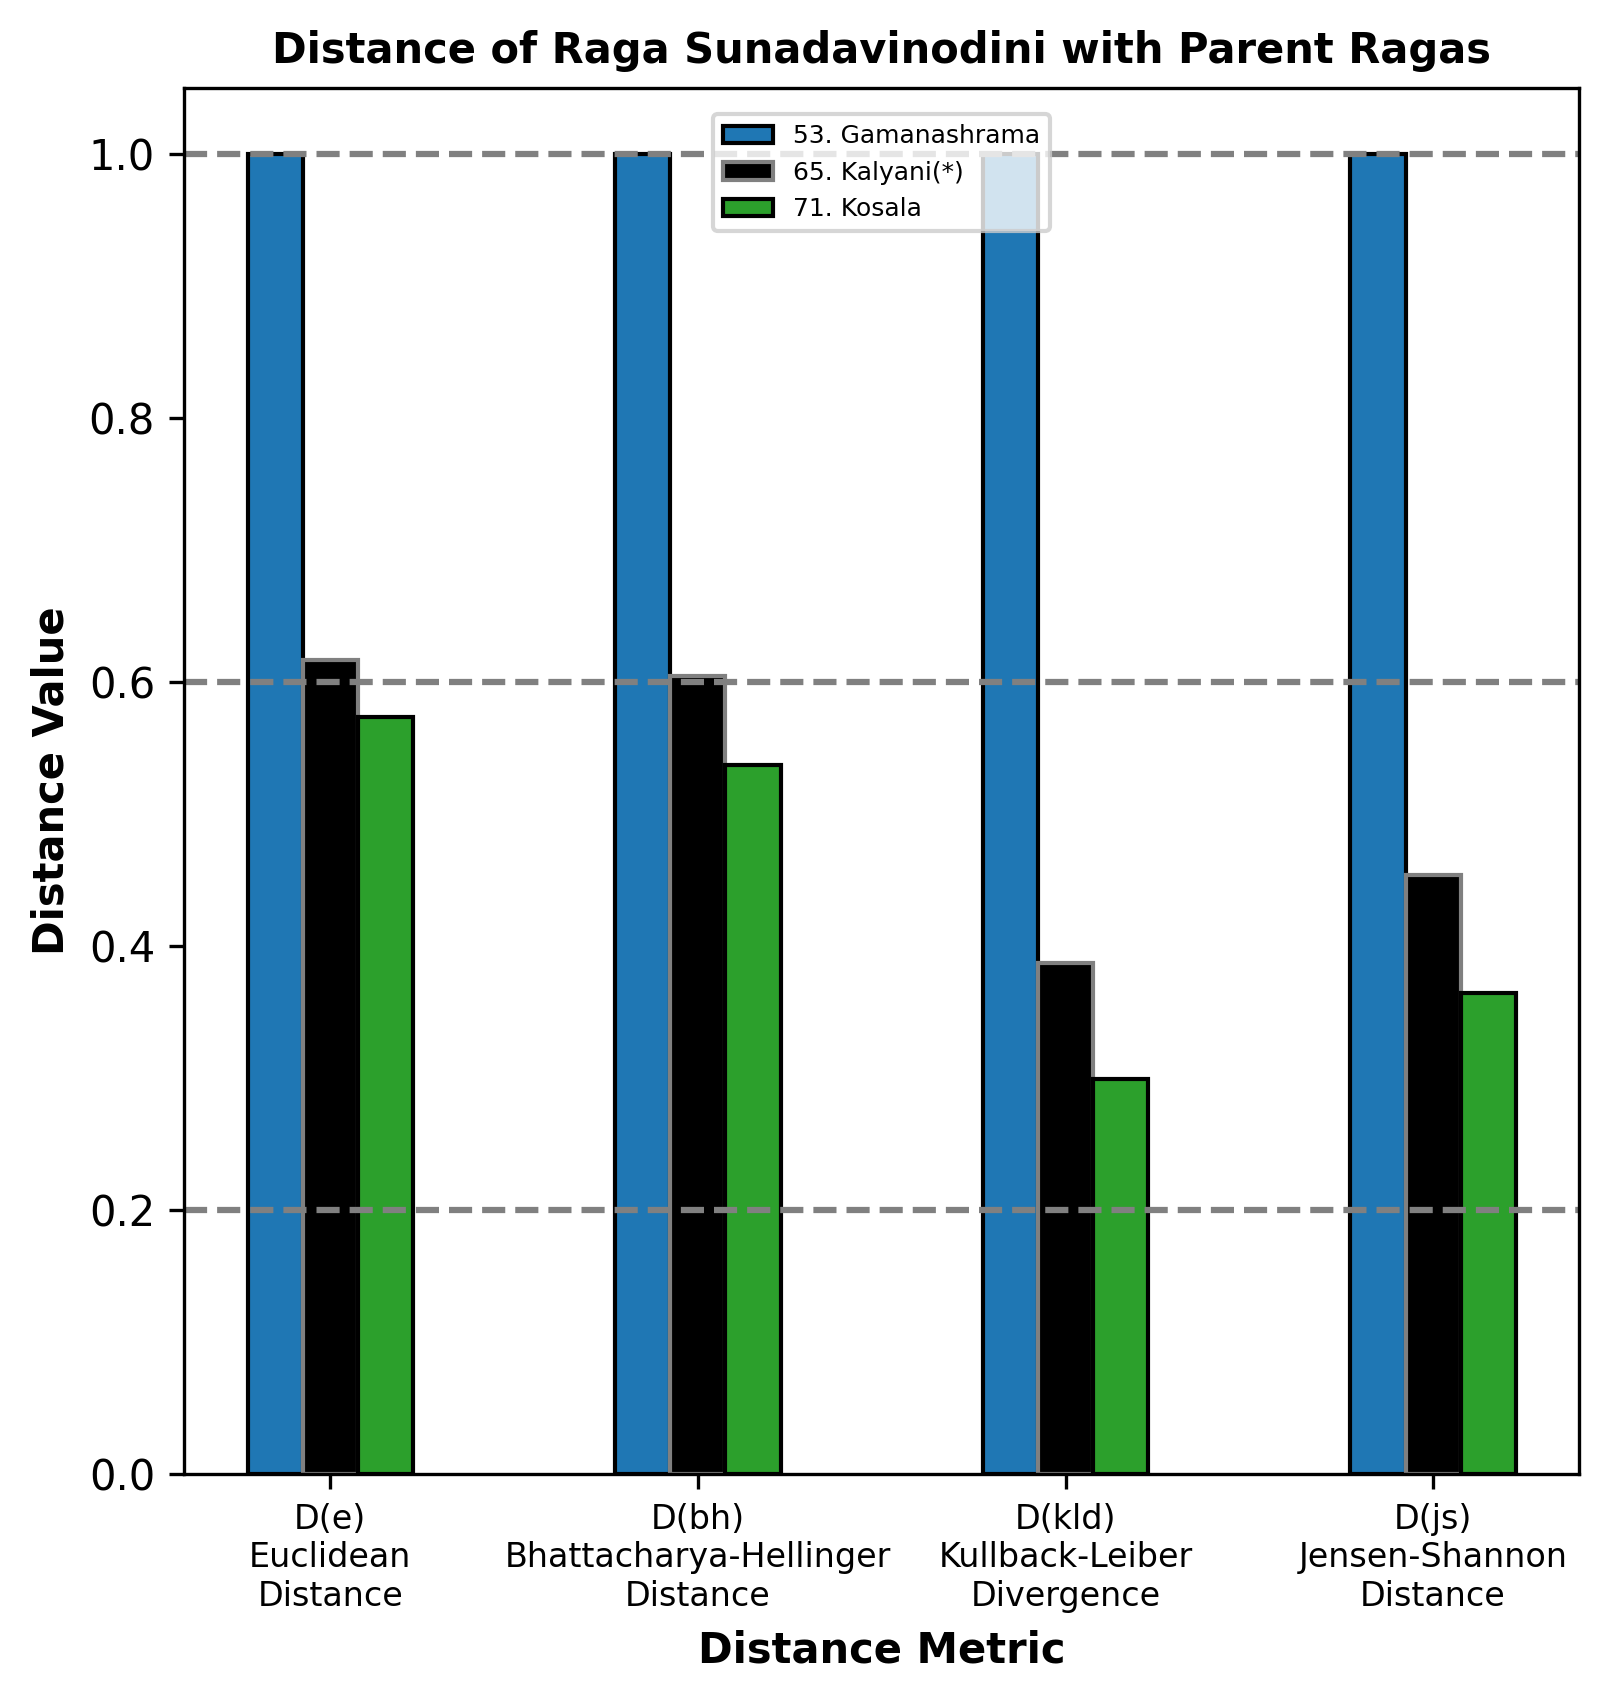 Distance of Raga Sunadavinodini with Parent Ragas
53. Gamanashrama
65. Kalyani(*)
71. Kosala
1.0
0.8
0.6
0.4
0.2
0.0
Distance Value
D(e)
Euclidean
Distance
D(bh)
Bhattacharya-Hellinger
Distance
D(kld)
Kullback-Leiber
Divergence
D(js)
Jensen-Shannon
Distance
Distance Metric